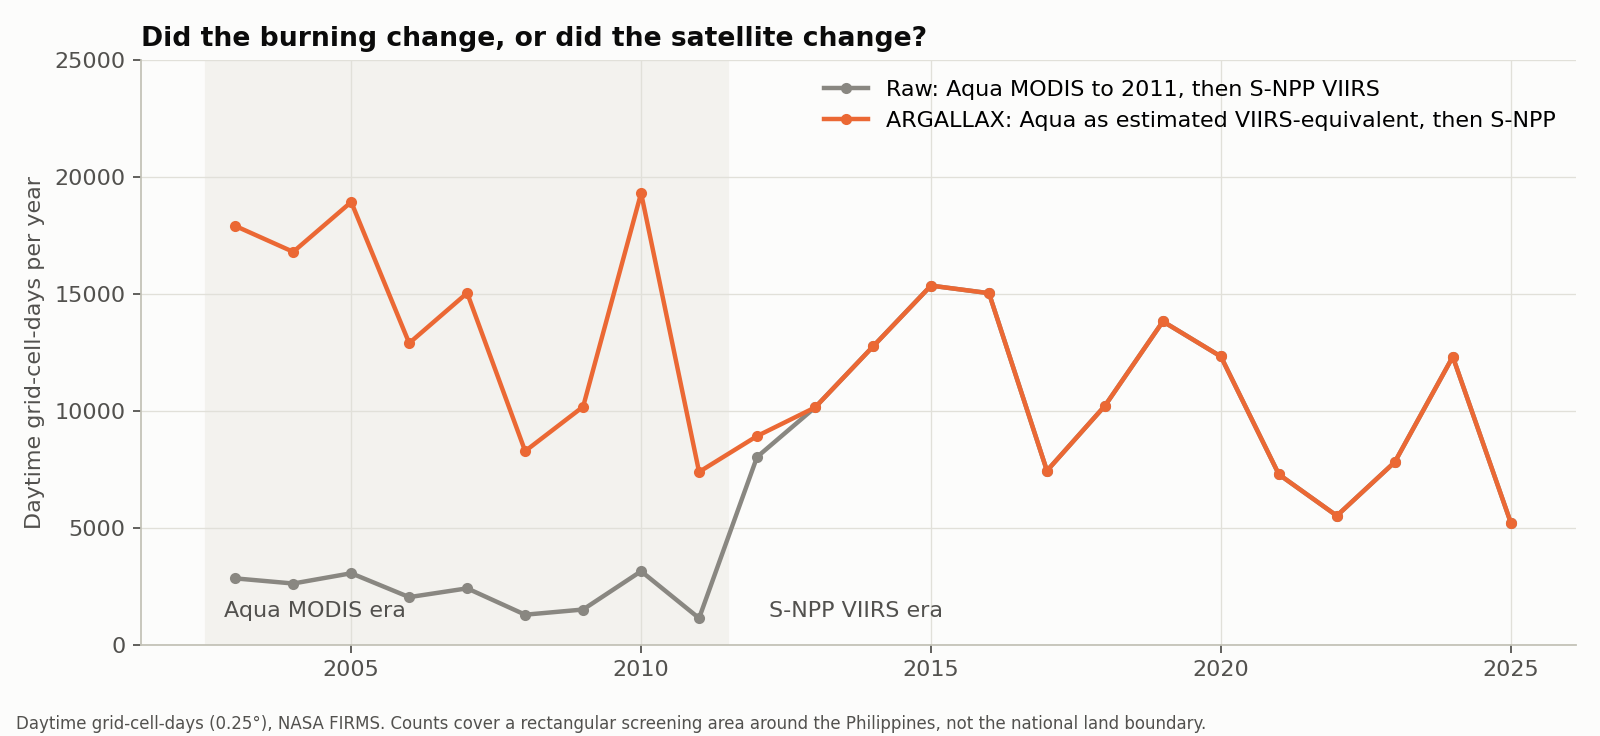 Did the burning change, or did the satellite change?
Raw: Aqua MODIS to 2011, then S-NPP VIIRS
ARGALLAX: Aqua as estimated VIIRS-equivalent, then S-NPP
Daytime grid-cell-days per year
25000
20000
15000
10000
5000
0
Aqua MODIS era
S-NPP VIIRS era
2005
2010
2015
2020
2025
Daytime grid-cell-days (0.25°), NASA FIRMS. Counts cover a rectangular screening area around the Philippines, not the national land boundary.